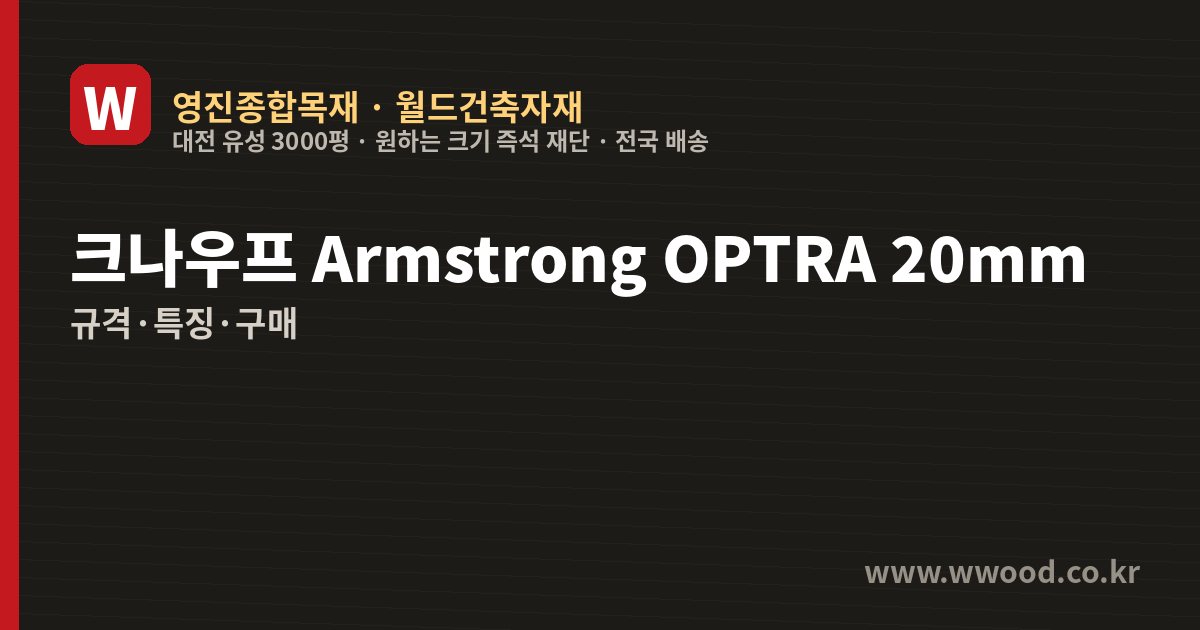 W
영진종합목재 · 월드건축자재
대전 유성 3000평 · 원하는 크기 즉석 재단 · 전국 배송
크나우프 Armstrong OPTRA 20mm
규격·특징·구매
www.wwood.co.kr